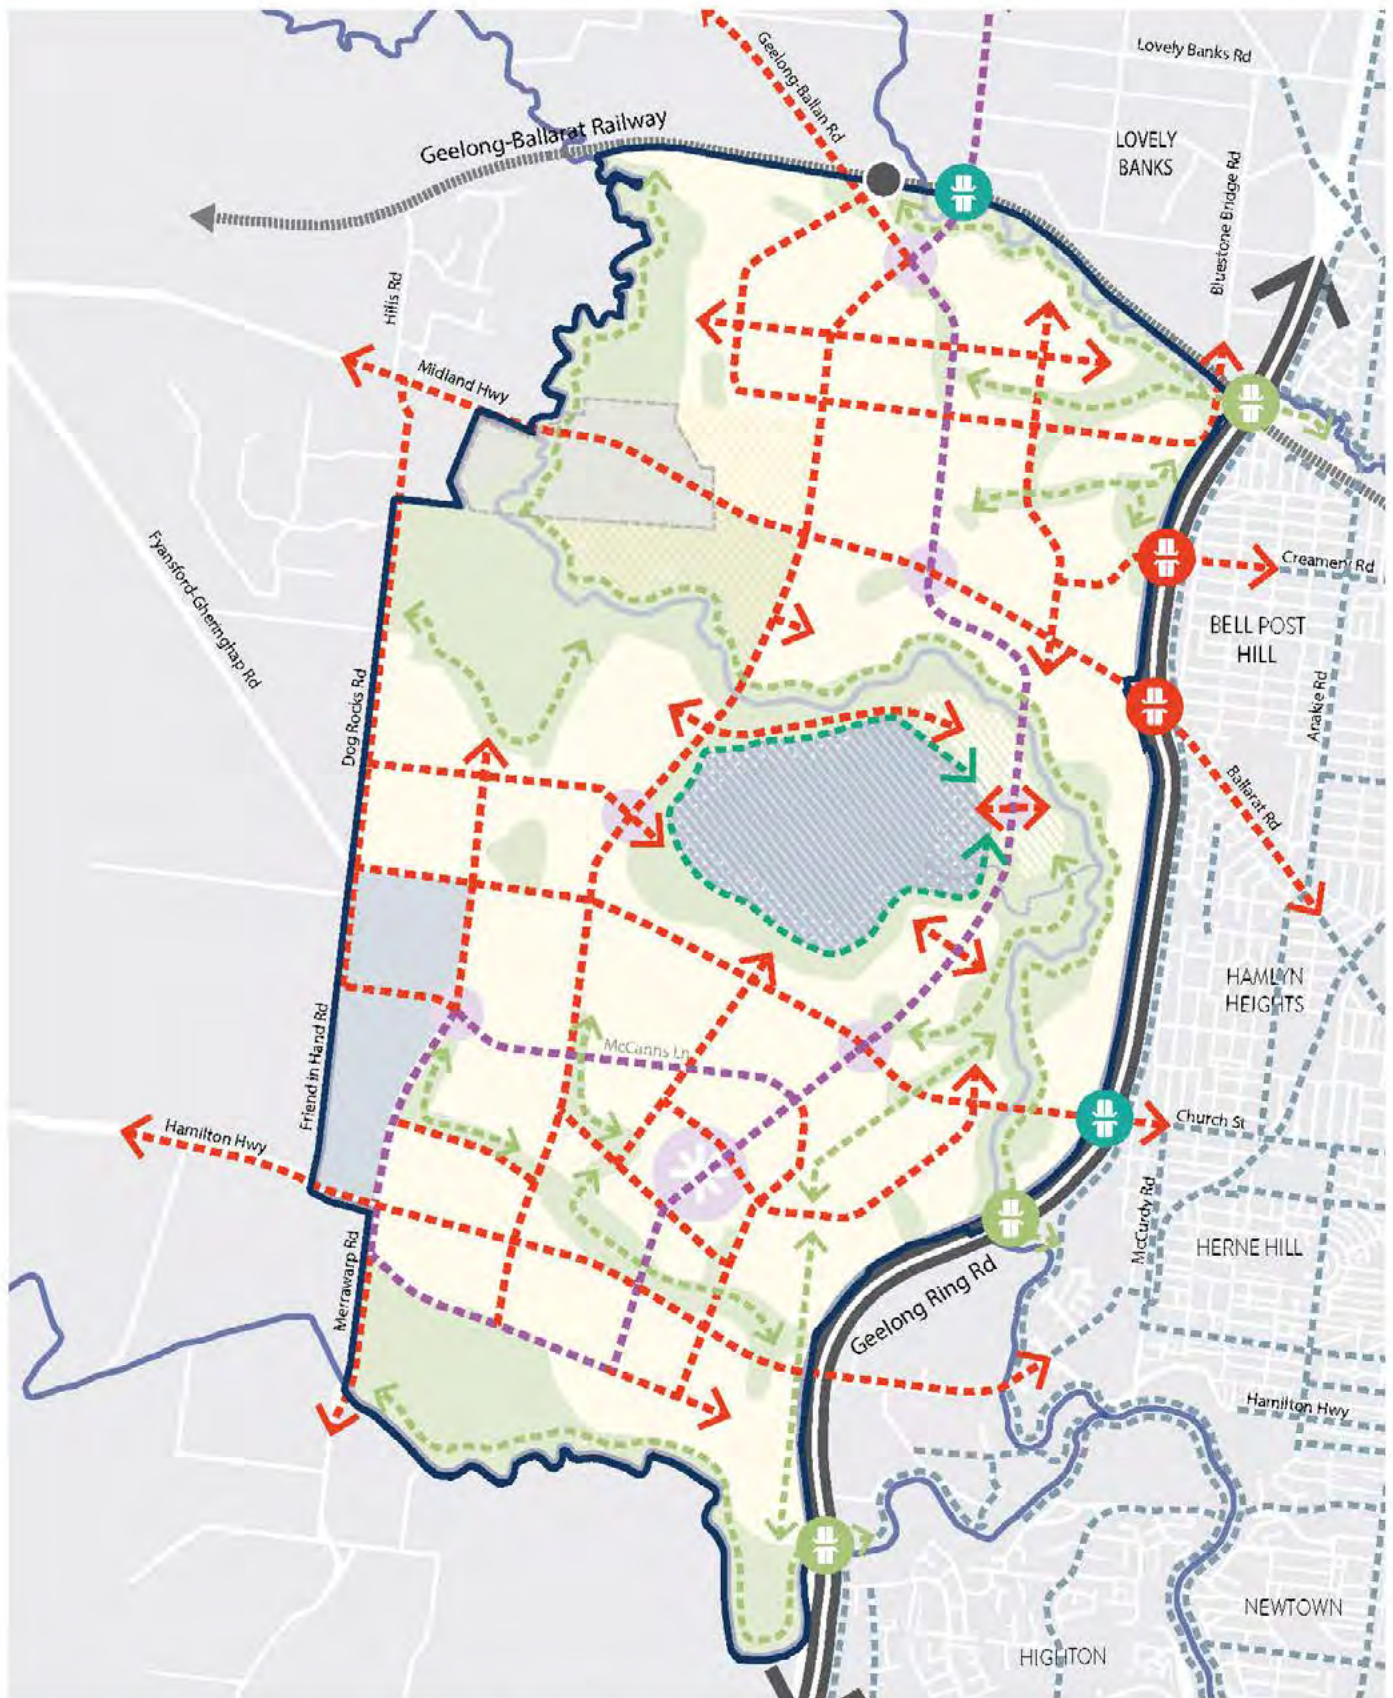 Lovely Banks Rd
Geelong-Ballan Rd
LOVELY
BANKS
Geelong-Ballarat Railway
Bluestone Bridge Rd
Hills Rd
Midland Hwy
Creamery Rd
Fyansford-Gheringhap Rd
BELL POST
HILL
Anakie Rd
Dog Rocks Rd
Ballarat Rd
HAMLYN
HEIGHTS
Friend in Hand Rd
McCanns Ln
Church St
Hamilton Hwy
McCurdy Rd
HERNE HILL
Merrawarp Rd
Geelong Ring Rd
Hamilton Hwy
NEWTOWN
HIGHTON